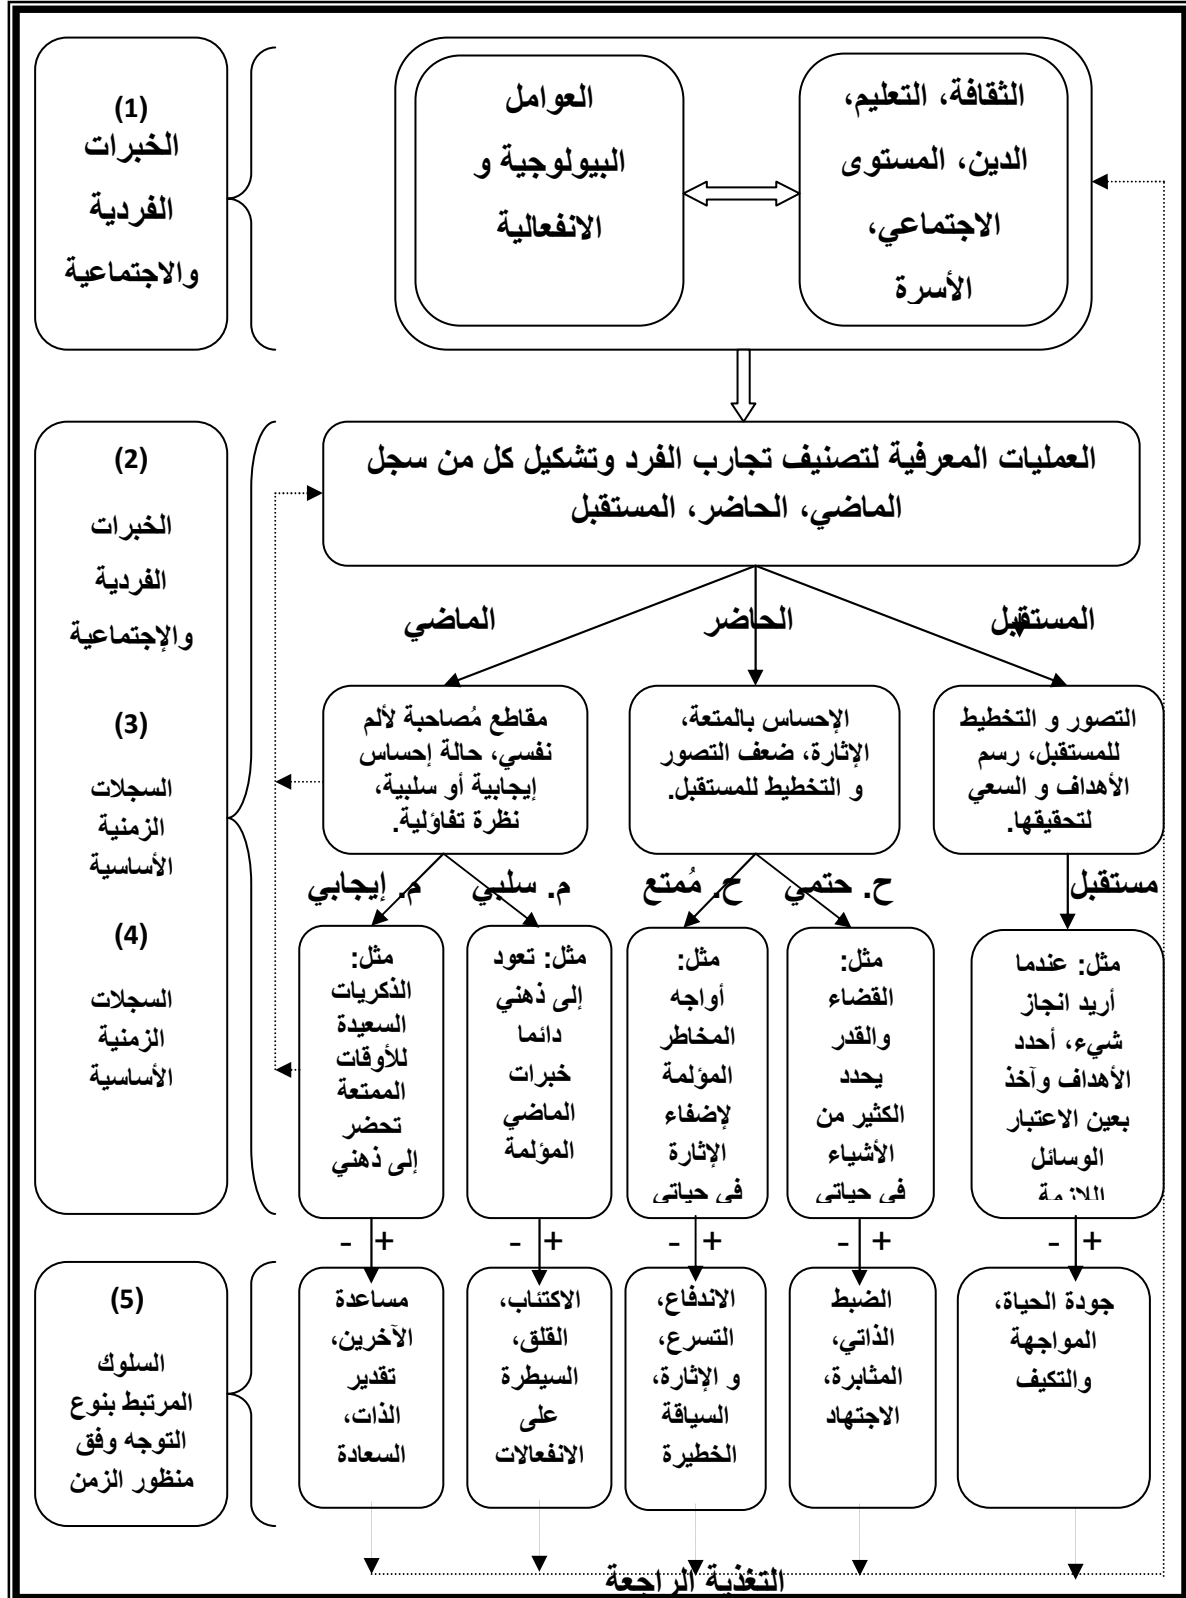 (1)
الخبرات
الفردية
والاجتماعية
الثقافة، التعليم،
الدين، المستوى
الاجتماعي،
الأسرة
العوامل
البيولوجية و
الانفعالية
(2)
الخبرات
الفردية
والإجتماعية
(3)
السجلات
الزمنية
الأساسية
(4)
السجلات
الزمنية
الأساسية
العمليات المعرفية لتصنيف تجارب الفرد وتشكيل كل من سجل
الماضي، الحاضر، المستقبل
المستقبل
الحاضر
الماضي
التصور و التخطيط
للمستقبل، رسم
الأهداف و السعي
لتحقيقها.
الإحساس بالمتعة،
الإثارة، ضعف التصور
و التخطيط للمستقبل.
مقاطع مُصاحبة لألم
نفسي، حالة إحساس
إيجابية أو سلبية،
نظرة تفاؤلية.
مستقبل
ح. حتمي
ح. مُمتع
م. سلبي
م. إيجابي
مثل: عندما
أريد انجاز
شيء، أحدد
الأهداف وآخذ
بعين الاعتبار
الوسائل
اللازمة
مثل:
القضاء
والقدر
يحدد
الكثير من
الأشياء
في حياتي
مثل:
أواجه
المخاطر
المؤلمة
لإضفاء
الإثارة
في حياتي
مثل: تعود
إلى ذهني
دائما
خبرات
الماضي
المؤلمة
مثل:
الذكريات
السعيدة
للأوقات
الممتعة
تحضر
إلى ذهني
- +
- +
- +
- +
- +
(5)
السلوك
المرتبط بنوع
التوجه وفق
منظور الزمن
جودة الحياة،
المواجهة
والتكيف
الضبط
الذاتي،
المثابرة،
الاجتهاد
الاندفاع،
التسرع،
و الإثارة،
السياقة
الخطيرة
الاكتئاب،
القلق،
السيطرة
على
الانفعالات
مساعدة
الآخرين،
تقدير
الذات،
السعادة
التغذية الراجعة